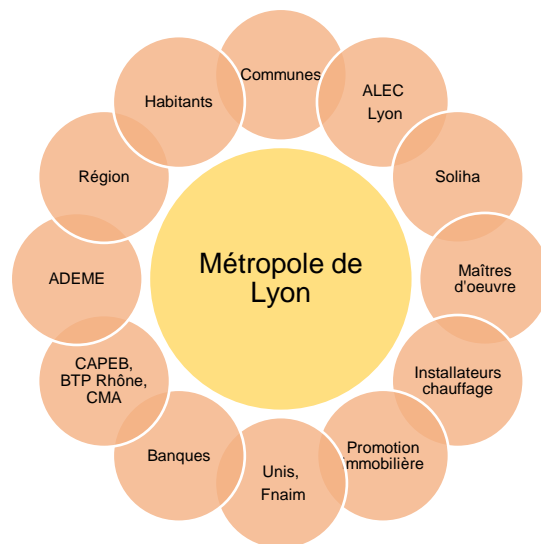 Communes
ALEC
Lyon
Soliha
Maîtres
d'oeuvre
Installateurs
chauffage
Promotion
immobilière
Unis,
Fnaim
Banques
CAPEB,
BTP Rhône,
CMA
ADEME
Région
Habitants
Métropole de
Lyon